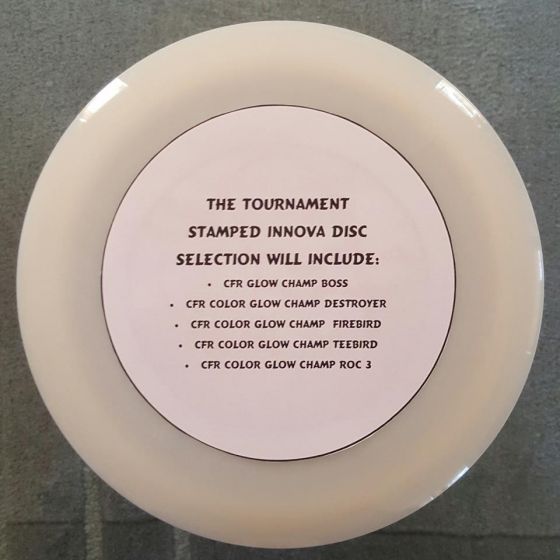 THE TOURNAMENT
STAMPED INNOVA DISC
SELECTION WILL INCLUDE:
• CFR GLOW CHAMP BOSS
• CFR COLOR GLOW CHAMP DESTROYER
• CFR COLOR GLOW CHAMP FIREBIRD
• CFR COLOR GLOW CHAMP TEEBIRD
• CFR COLOR GLOW CHAMP ROC 3